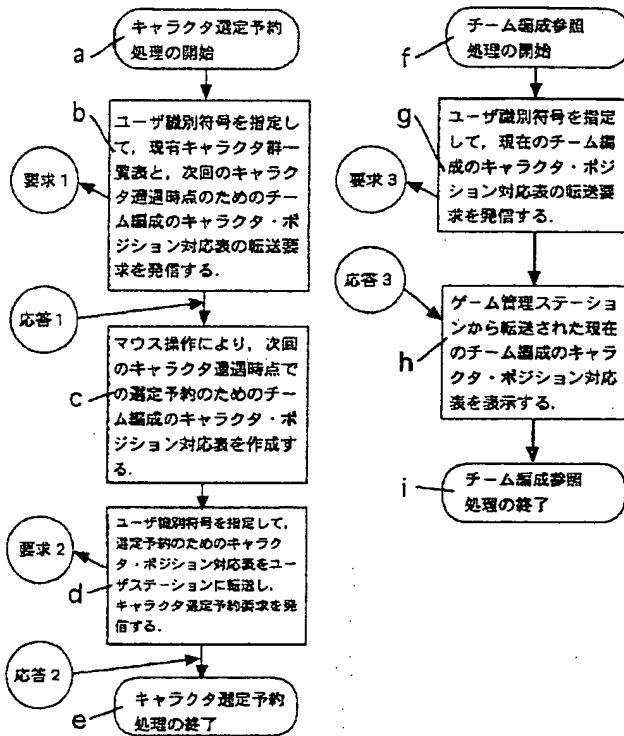 a
キャラクタ選定予約
処理の開始
b
ユーザ識別符号を指定し
て，現有キャラクタ群一
覧表と，次回のキャラク
タ遭遇時点のためのチー
ム編成のキャラクタ・ポ
ジション対応表の転送要
求を発信する．
要求1
応答1
c
マウス操作により，次回
のキャラクタ遭遇時点で
の選定予約のためのチー
ム編成のキャラクタ・ポ
ジション対応表を作成す
る．
d
ユーザ識別符号を指定して，
選定予約のためのキャラク
タ・ポジション対応表をユー
ザステーションに転送し，
キャラクタ選定予約要求を発
信する．
要求2
応答2
e
キャラクタ選定予約
処理の終了
f
チーム編成参照
処理の開始
g
ユーザ識別符号を指定
して，現在のチーム編
成のキャラクタ・ポジ
ション対応表の転送要
求を発信する．
要求3
応答3
h
ゲーム管理ステーショ
ンから転送された現在
のチーム編成のキャラ
クタ・ポジション対応
表を表示する．
i
チーム編成参照
処理の終了